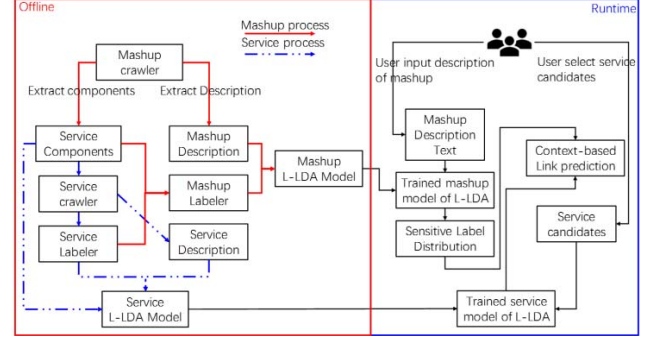 Offline
Runtime
Mashup process
Service process
Mashup
crawler
Extract components
Extract Description
User input description
of mashup
User select service
candidates
Service
Components
Mashup
Description
Mashup
Description
Text
Context-based
Link prediction
Mashup
L-LDA Model
Service
crawler
Mashup
Labeler
Trained mashup
model of L-LDA
Service
Labeler
Service
Description
Sensitive Label
Distribution
Service
candidates
Service
L-LDA Model
Trained service
model of L-LDA